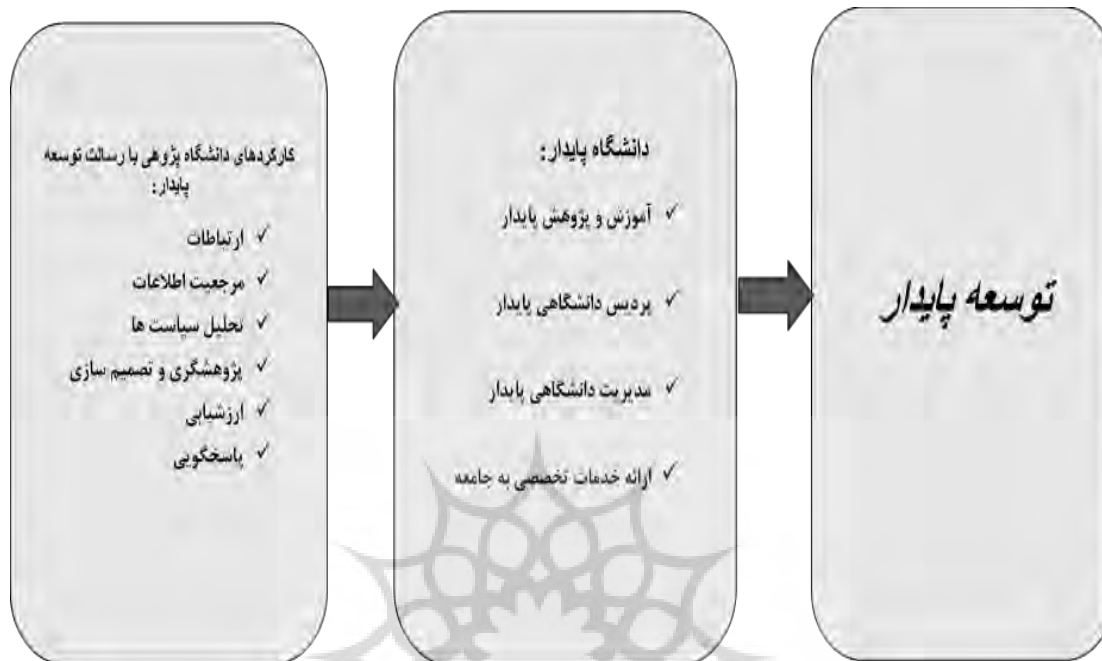 کارکردهای دانشگاه پژوهی با رسالت توسعه
پایدار:
✓ ارتباطات
✓ مرجعیت اطلاعات
✓ تحلیل سیاست ها
✓ پژوهشگری و تصمیم سازی
✓ ارزشیابی
✓ پاسخگویی
دانشگاه پایدار:
✓ آموزش و پژوهش پایدار
✓ پردیس دانشگاهی پایدار
✓ مدیریت دانشگاهی پایدار
✓ ارائه خدمات تخصصی به جامعه
توسعه پایدار